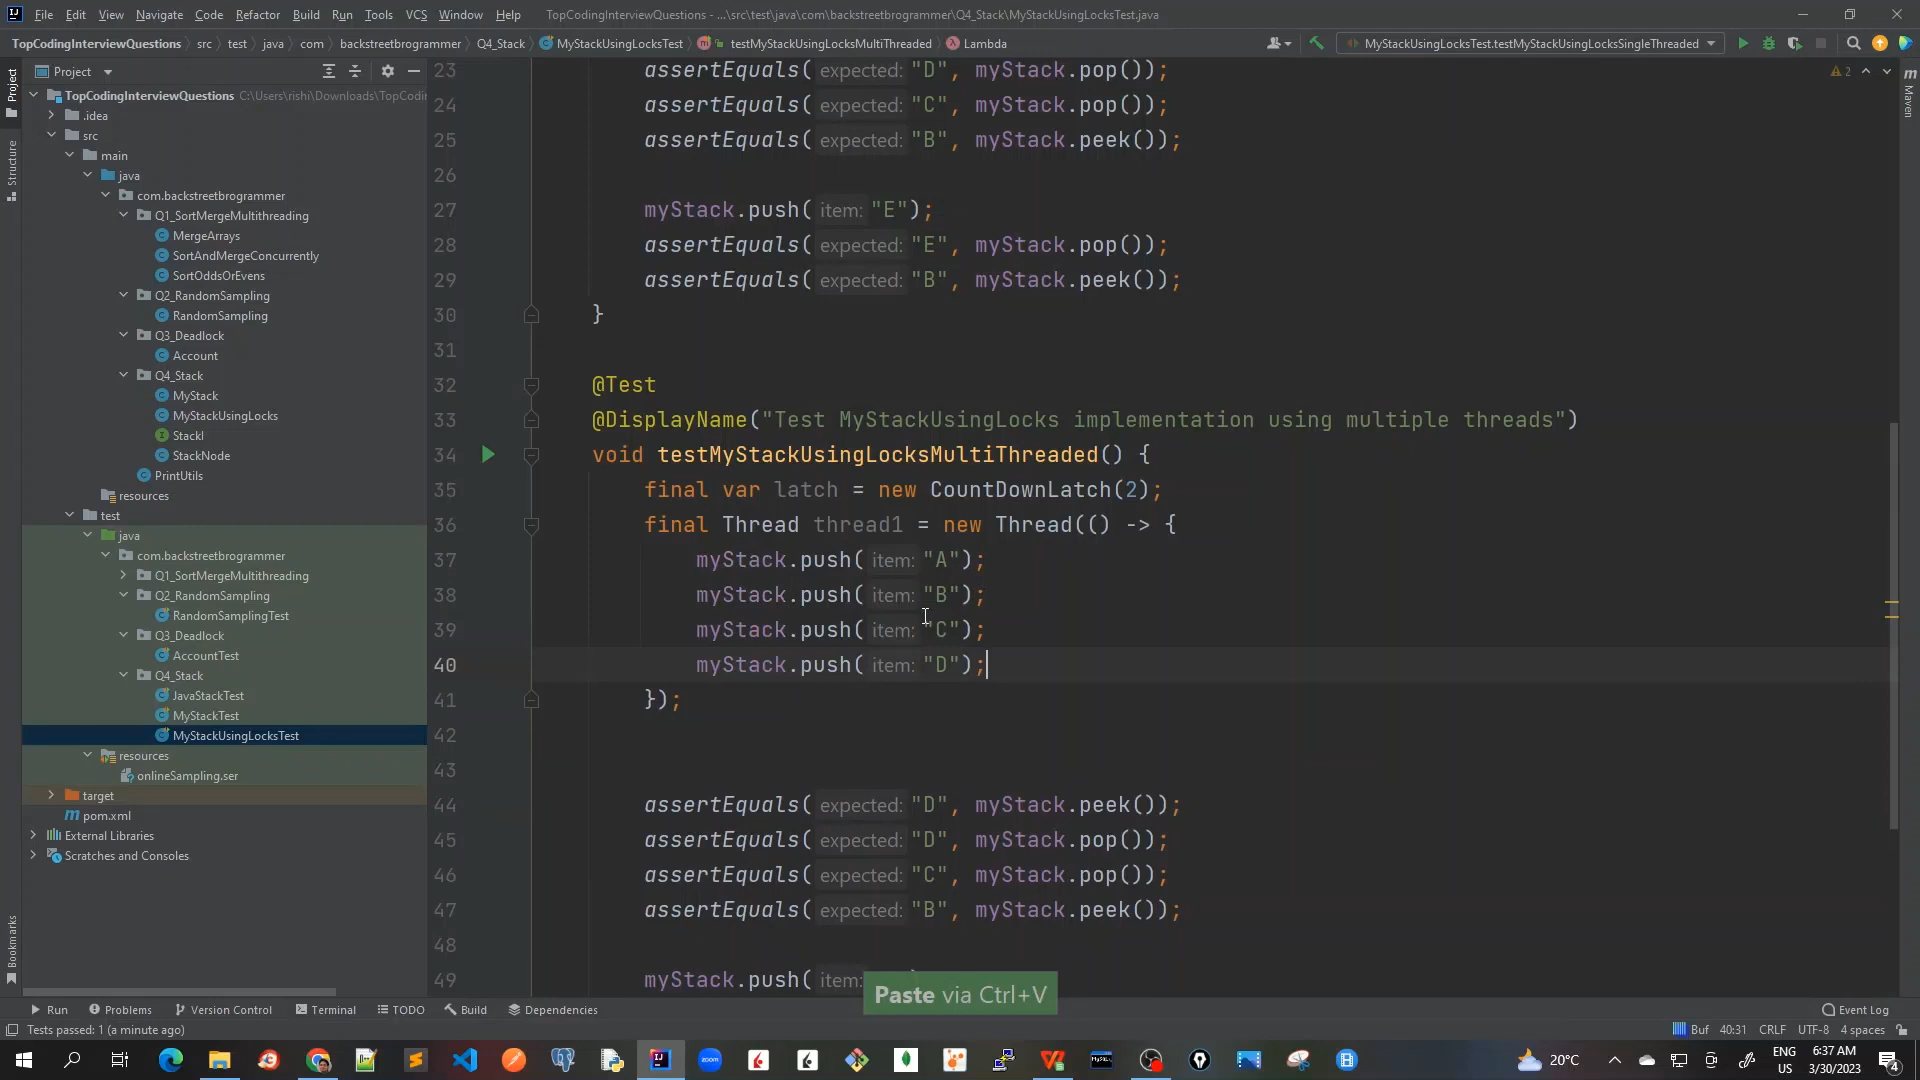 File Edit View Navigate Code Refactor Build Run Tools VCS Window Help TopCodingInterviewQuestions - ...\src\test\java\com\backstreetbrogrammer\Q4_Stack\MyStackUsingLocksTest.java
TopCodingInterviewQuestions src test java com backstreetbrogrammer Q4_Stack MyStackUsingLocksTest testMyStackUsingLocksMultiThreaded Lambda MyStackUsingLocksTest.testMyStackUsingLocksSingleThreaded
Project
TopCodingInterviewQuestions C:\Users\rishi\Downloads\TopCodi
.idea
src
main
java
com.backstreetbrogrammer
Q1_SortMergeMultithreading
MergeArrays
SortAndMergeConcurrently
SortOddsOrEvens
Q2_RandomSampling
RandomSampling
Q3_Deadlock
Account
Q4_Stack
MyStack
MyStackUsingLocks
StackI
StackNode
PrintUtils
resources
test
java
com.backstreetbrogrammer
Q1_SortMergeMultithreading
Q2_RandomSampling
RandomSamplingTest
Q3_Deadlock
AccountTest
Q4_Stack
JavaStackTest
MyStackTest
MyStackUsingLocksTest
resources
onlineSampling.ser
target
pom.xml
External Libraries
Scratches and Consoles
Project
Structure
Bookmarks
Maven
2
23 assertEquals( expected: "D", myStack.pop());
24 assertEquals( expected: "C", myStack.pop());
25 assertEquals( expected: "B", myStack.peek());
26
27 myStack.push( item: "E");
28 assertEquals( expected: "E", myStack.pop());
29 assertEquals( expected: "B", myStack.peek());
30 }
31
32 @Test
33 @DisplayName("Test MyStackUsingLocks implementation using multiple threads")
34 void testMyStackUsingLocksMultiThreaded() {
35 final var latch = new CountDownLatch(2);
36 final Thread thread1 = new Thread(() -> {
37 myStack.push( item: "A");
38 myStack.push( item: "B");
39 myStack.push( item: "C");
40 myStack.push( item: "D");
41 });
42
43
44 assertEquals( expected: "D", myStack.peek());
45 assertEquals( expected: "D", myStack.pop());
46 assertEquals( expected: "C", myStack.pop());
47 assertEquals( expected: "B", myStack.peek());
48
49 myStack.push( item:
Paste via Ctrl+V
Run Problems Version Control Terminal TODO Build Dependencies Event Log
Tests passed: 1 (a minute ago) Buf 40:31 CRLF UTF-8 4 spaces
20°C ENG US 6:37 AM 3/30/2023 4